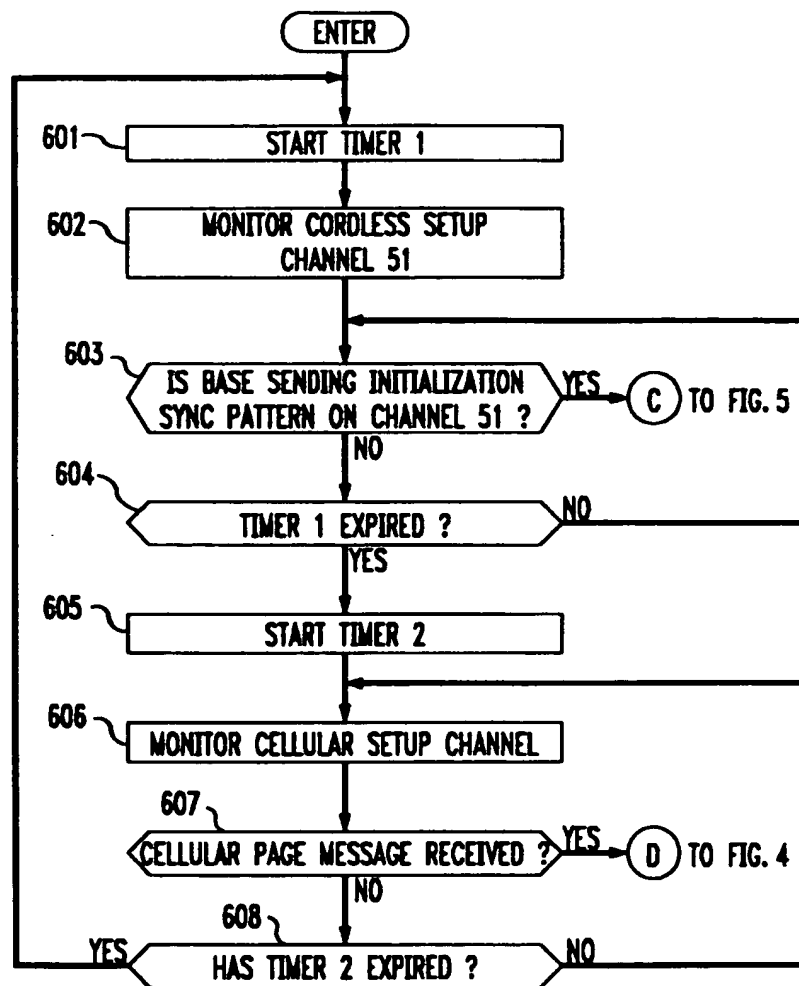 ENTER
601
START TIMER 1
602
MONITOR CORDLESS SETUP
CHANNEL 51
603
IS BASE SENDING INITIALIZATION
SYNC PATTERN ON CHANNEL 51 ?
YES
C
TO FIG. 5
NO
604
TIMER 1 EXPIRED ?
NO
YES
605
START TIMER 2
606
MONITOR CELLULAR SETUP CHANNEL
607
CELLULAR PAGE MESSAGE RECEIVED ?
YES
D
TO FIG. 4
NO
608
YES
HAS TIMER 2 EXPIRED ?
NO